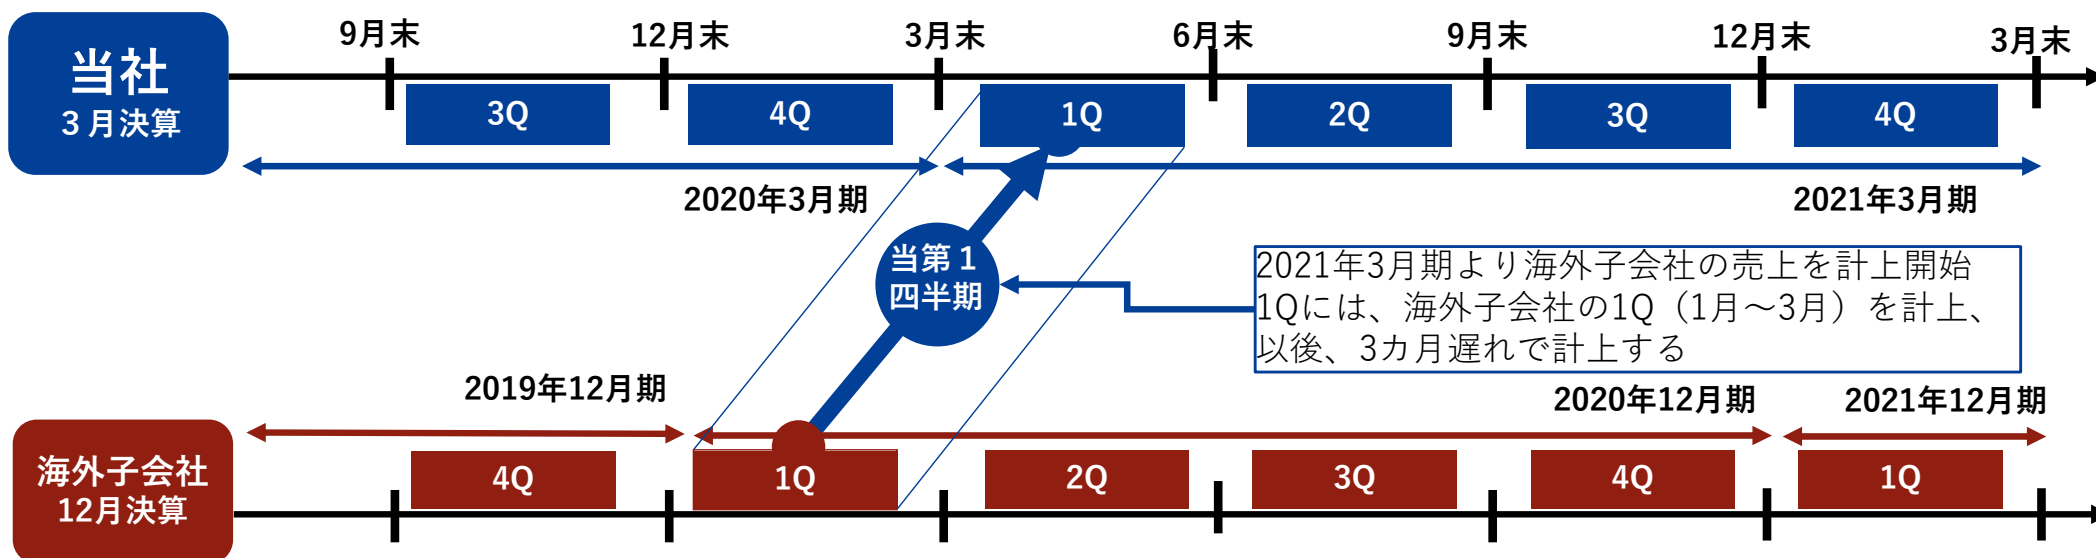 当社
3月決算
9月末
12月末
3月末
6月末
9月末
12月末
3月末
3Q
4Q
1Q
2Q
3Q
4Q
2020年3月期
2021年3月期
当第1
四半期
2021年3月期より海外子会社の売上を計上開始
1Qには、海外子会社の1Q（1月～3月）を計上、
以後、3カ月遅れで計上する
2019年12月期
2020年12月期
2021年12月期
海外子会社
12月決算
4Q
1Q
2Q
3Q
4Q
1Q